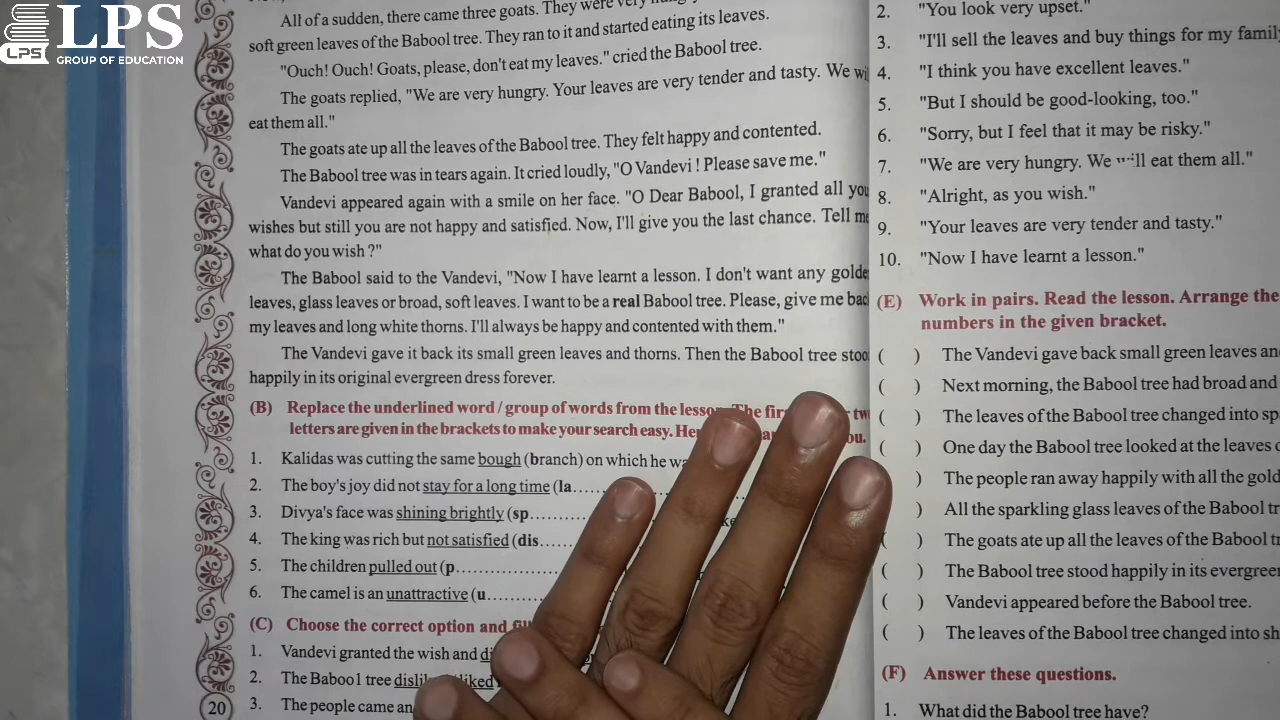 LPS
LPS
GROUP OF EDUCATION
All of a sudden, there came three goats. They were very
soft green leaves of the Babool tree. They ran to it and started eating its leaves.
"Ouch! Ouch! Goats, please, don't eat my leaves." cried the Babool tree.
The goats replied, "We are very hungry. Your leaves are very tender and tasty. We
eat them all."
The goats ate up all the leaves of the Babool tree. They felt happy and contented.
The Babool tree was in tears again. It cried loudly, "O Vandevi ! Please save me."
Vandevi appeared again with a smile on her face. "O Dear Babool, I granted all
wishes but still you are not happy and satisfied. Now, I'll give you the last chance. Tell
what do you wish ?"
The Babool said to the Vandevi, "Now I have learnt a lesson. I don't want any
leaves, glass leaves or broad, soft leaves. I want to be a real Babool tree. Please, give me
my leaves and long white thorns. I'll always be happy and contented with them."
The Vandevi gave it back its small green leaves and thorns. Then the Babool tree
happily in its original evergreen dress forever.
(B) Replace the underlined word / group of words from the lesson. The
letters are given in the brackets to make your search easy.
1. Kalidas was cutting the same bough (branch) on which he
2. The boy's joy did not stay for a long time (la......
3. Divya's face was shining brightly (sp........
4. The king was rich but not satisfied (dis.....
5. The children pulled out (p....................
6. The camel is an unattractive (u.........
(C) Choose the correct option and
1. Vandevi granted the wish and
2. The Babool tree
3. The people came
20
2. "You look very upset."
3. "I'll sell the leaves and buy things for my
4. "I think you have excellent leaves."
5. "But I should be good-looking, too."
6. "Sorry, but I feel that it may be risky."
7. "We are very hungry. We will eat them all."
8. "Alright, as you wish."
9. "Your leaves are very tender and tasty."
10. "Now I have learnt a lesson."
(E) Work in pairs. Read the lesson. Arrange the
numbers in the given bracket.
( ) The Vandevi gave back small green leaves
( ) Next morning, the Babool tree had broad and
( ) The leaves of the Babool tree changed into
( ) One day the Babool tree looked at the leaves
) The people ran away happily with all the
) All the sparkling glass leaves of the Babool
( ) The goats ate up all the leaves of the Babool
( ) The Babool tree stood happily in its
( ) Vandevi appeared before the Babool tree.
( ) The leaves of the Babool tree changed into
(F) Answer these questions.
1. What did the Babool tree have?